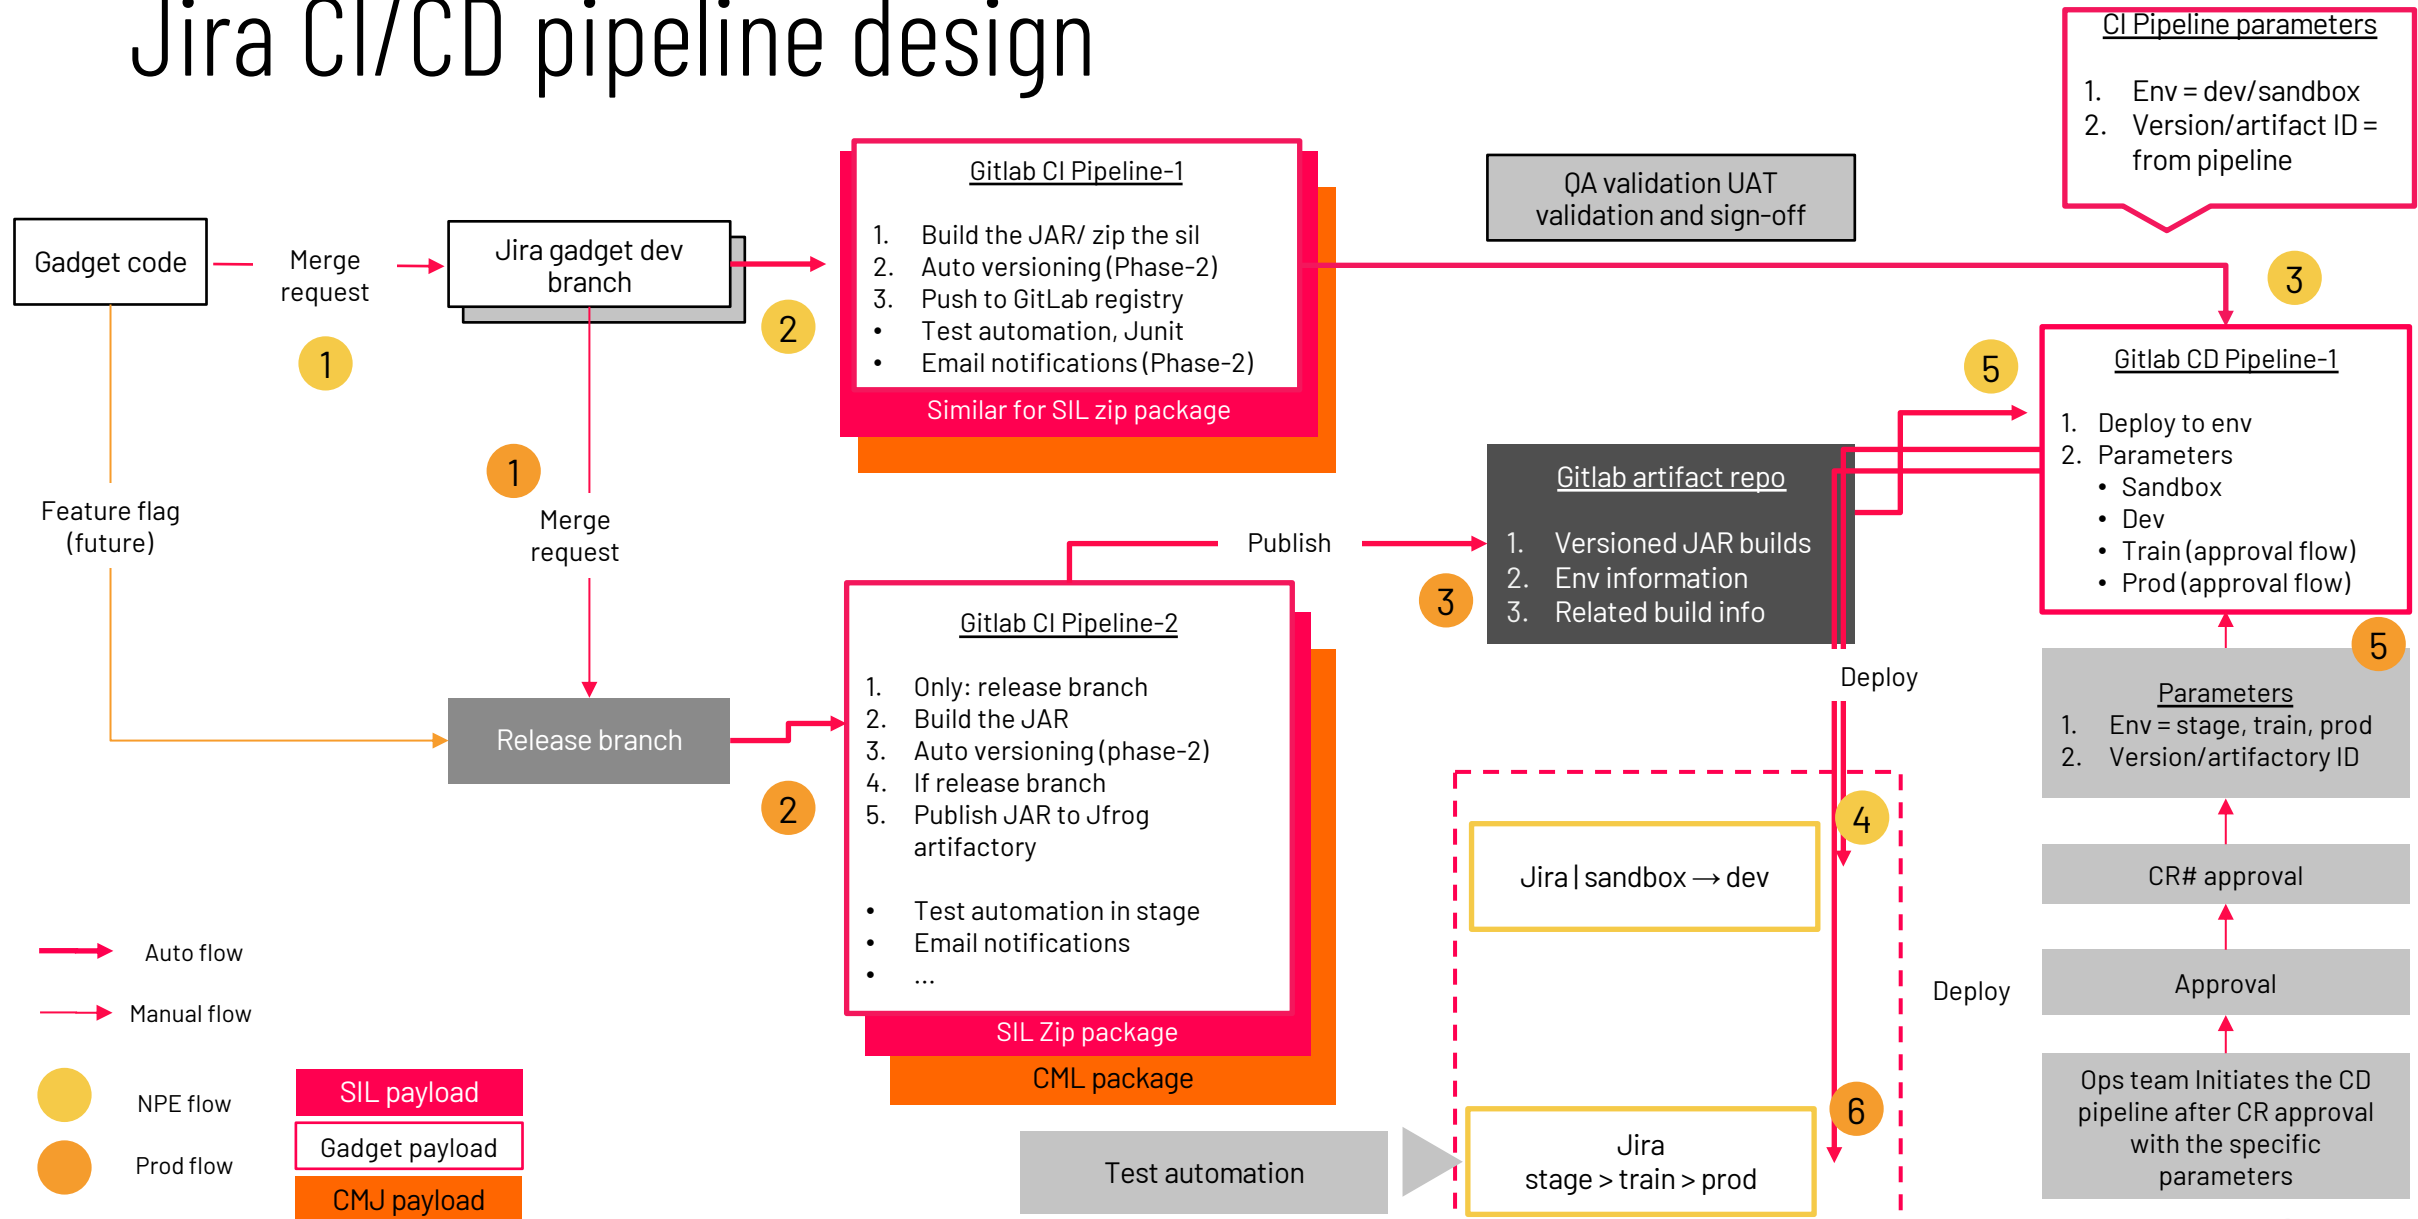 Jira CI/CD pipeline design
CI Pipeline parameters
1. Env = dev/sandbox
2. Version/artifact ID =
from pipeline
Gadget code
Merge
request
1
Jira gadget dev
branch
2
Gitlab CI Pipeline-1
1. Build the JAR/ zip the sil
2. Auto versioning (Phase-2)
3. Push to GitLab registry
• Test automation, Junit
• Email notifications (Phase-2)
Similar for SIL zip package
QA validation UAT
validation and sign-off
3
5
Gitlab CD Pipeline-1
1. Deploy to env
2. Parameters
• Sandbox
• Dev
• Train (approval flow)
• Prod (approval flow)
5
Feature flag
(future)
1
Merge
request
Release branch
2
Publish
3
Gitlab artifact repo
1. Versioned JAR builds
2. Env information
3. Related build info
Gitlab CI Pipeline-2
1. Only: release branch
2. Build the JAR
3. Auto versioning (phase-2)
4. If release branch
5. Publish JAR to Jfrog
artifactory
• Test automation in stage
• Email notifications
• ...
SIL Zip package
CML package
Deploy
4
Jira | sandbox → dev
Deploy
6
Jira
stage > train > prod
Test automation
Parameters
1. Env = stage, train, prod
2. Version/artifactory ID
CR# approval
Approval
Ops team Initiates the CD
pipeline after CR approval
with the specific
parameters
Auto flow
Manual flow
NPE flow
Prod flow
SIL payload
Gadget payload
CMJ payload